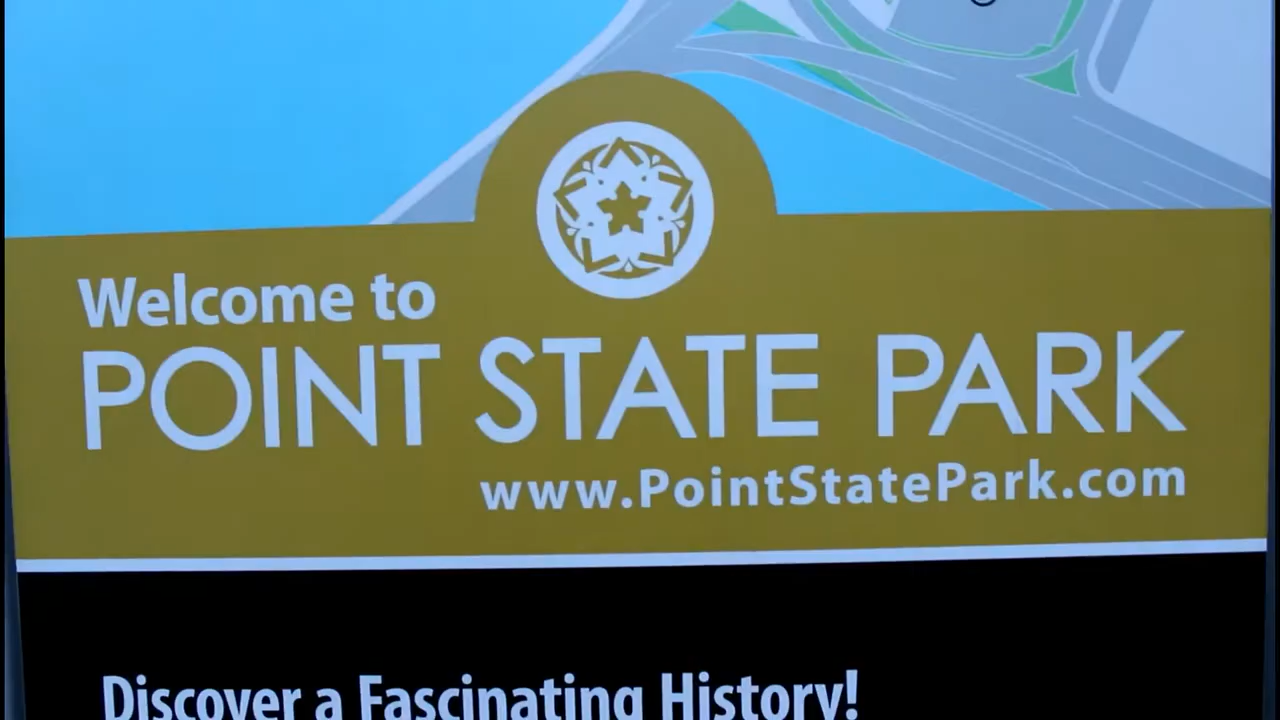 Welcome to
POINT STATE PARK
www.PointStatePark.com
Discover a Fascinating History!